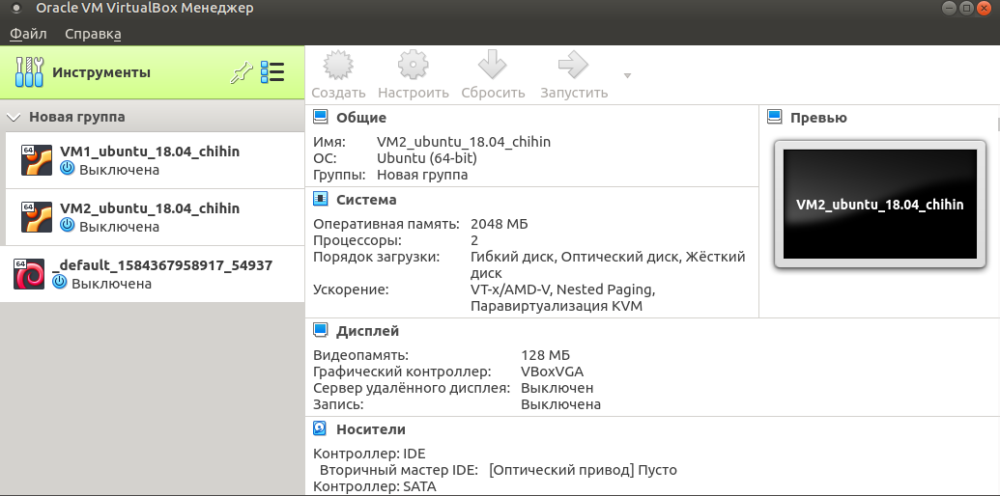 Oracle VM VirtualBox Менеджер
Файл Справка
Инструменты
Создать Настроить Сбросить Запустить
Новая группа
64
VM1_ubuntu_18.04_chihin
Выключена
64
VM2_ubuntu_18.04_chihin
Выключена
64
_default_1584367958917_54937
Выключена
Общие
Имя: VM2_ubuntu_18.04_chihin
ОС: Ubuntu (64-bit)
Группы: Новая группа
Система
Оперативная память: 2048 МБ
Процессоры: 2
Порядок загрузки: Гибкий диск, Оптический диск, Жёсткий
диск
Ускорение: VT-x/AMD-V, Nested Paging,
Паравиртуализация KVM
Превью
VM2_ubuntu_18.04_chihin
Дисплей
Видеопамять: 128 МБ
Графический контроллер: VBoxVGA
Сервер удалённого дисплея: Выключен
Запись: Выключена
Носители
Контроллер: IDE
Вторичный мастер IDE: [Оптический привод] Пусто
Контроллер: SATA